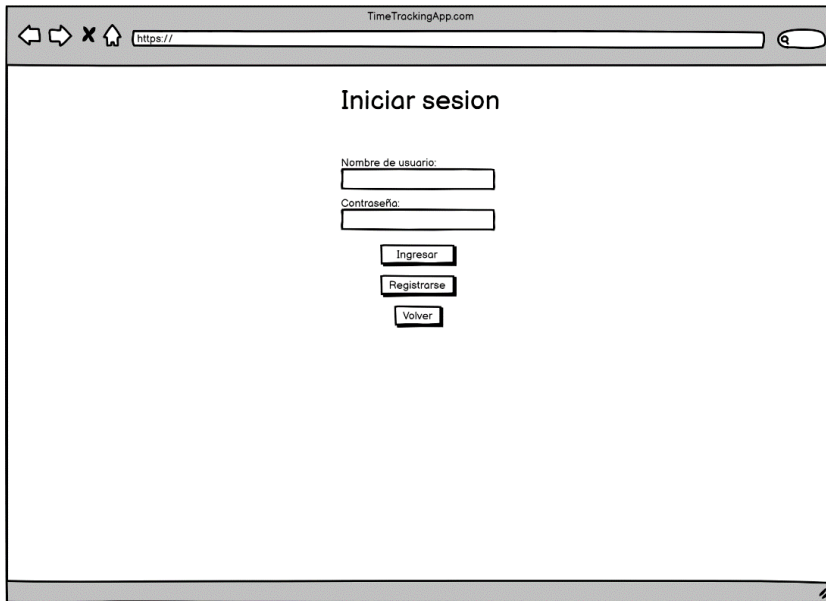 TimeTrackingApp.com
https://
Iniciar sesion
Nombre de usuario:
Contraseña:
Ingresar
Registrarse
Volver